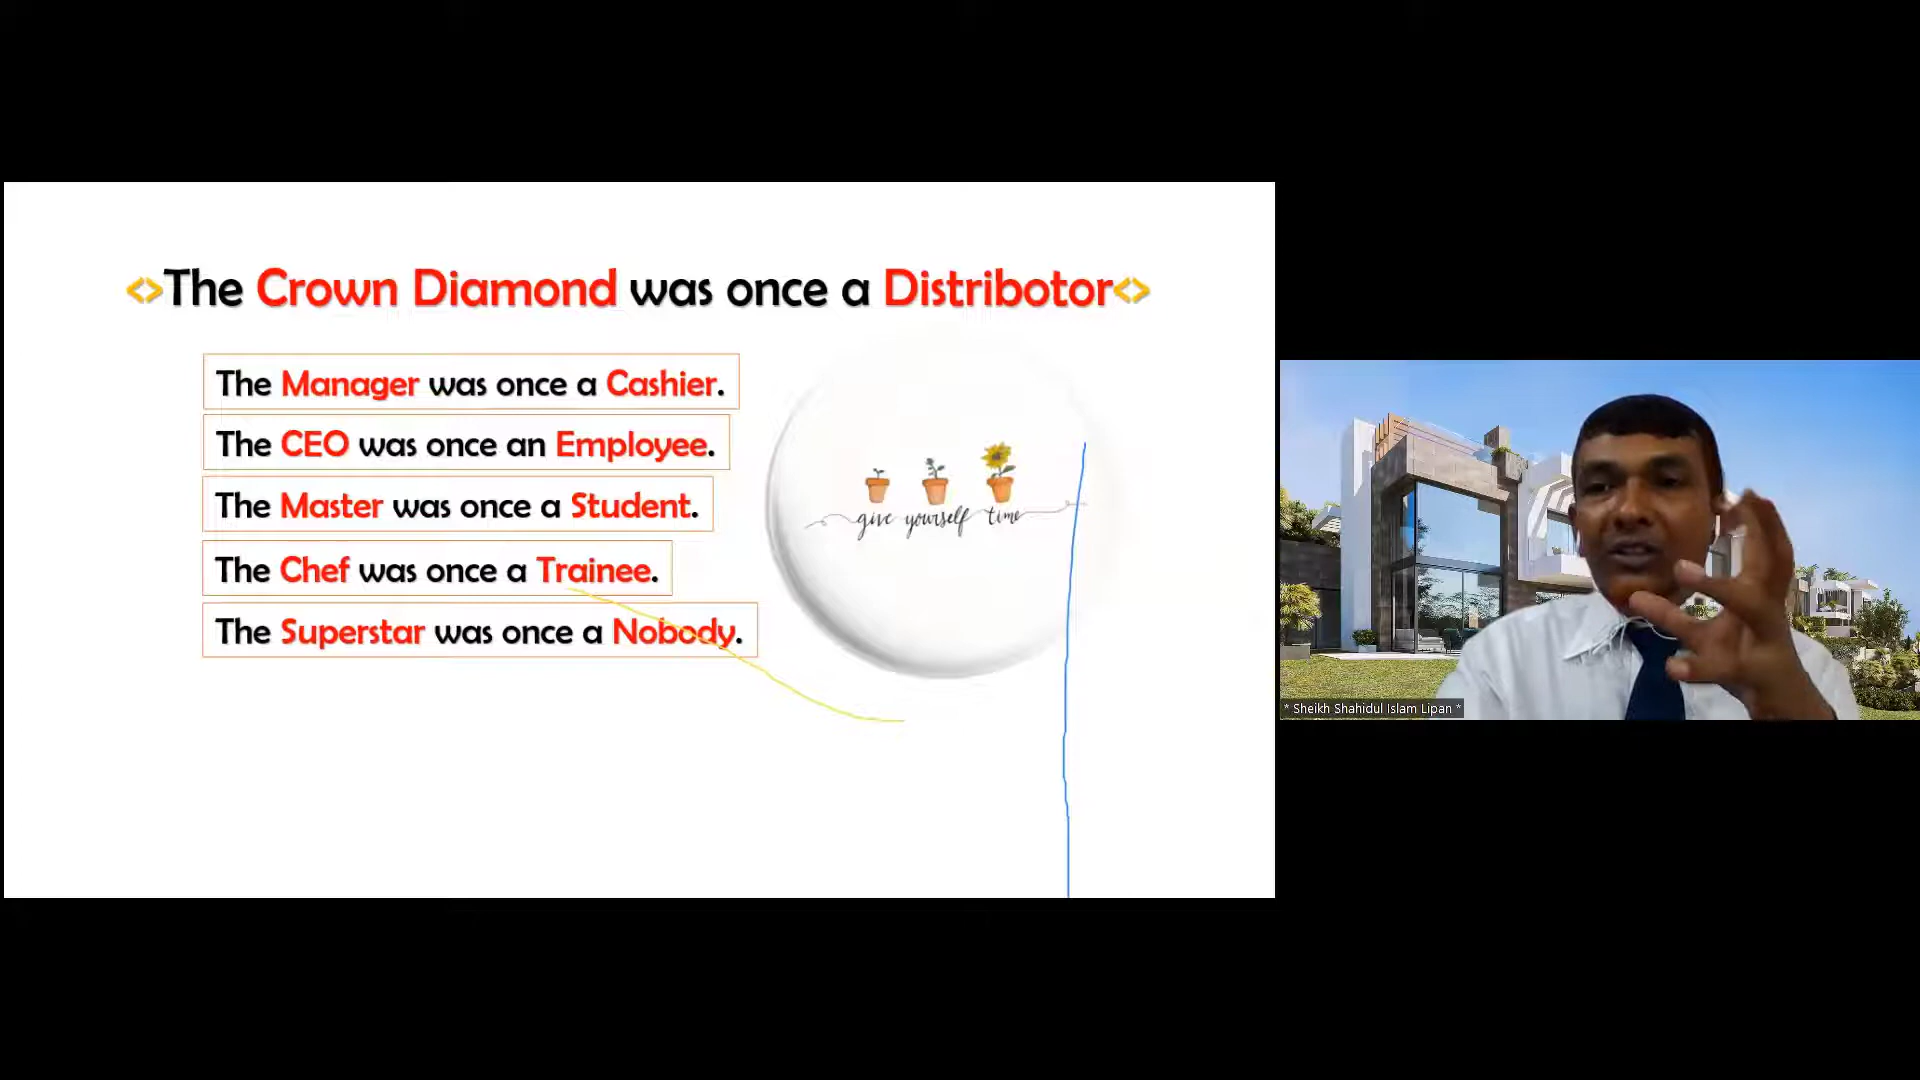 <>The Crown Diamond was once a Distribotor<>
The Manager was once a Cashier.
The CEO was once an Employee.
The Master was once a Student.
The Chef was once a Trainee.
The Superstar was once a Nobody.
give yourself time
* Sheikh Shahidul Islam Lipan *